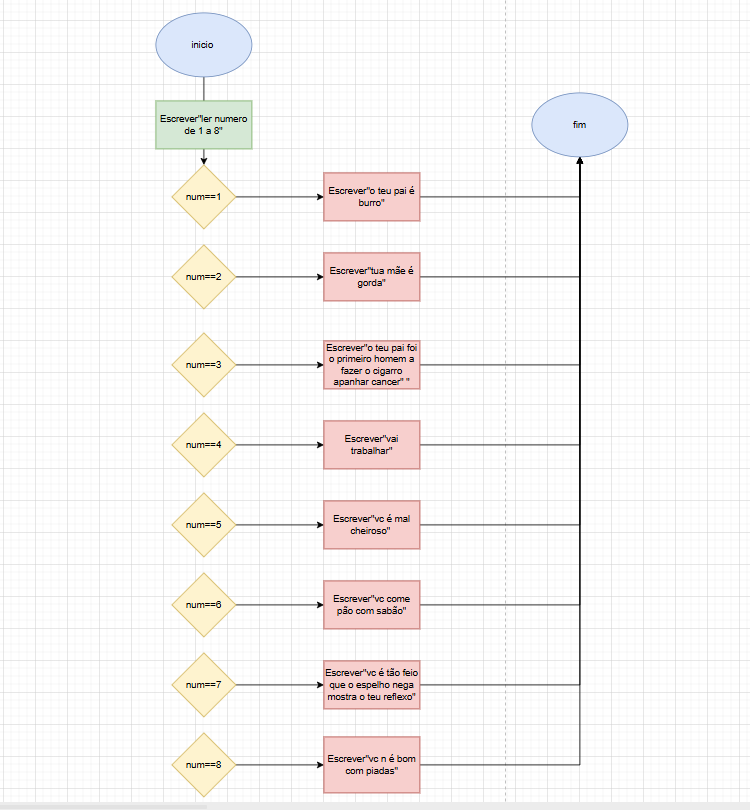 inicio
Escrever"ler numero
de 1 a 8"
fim
num==1
Escrever"o teu pai é
burro"
num==2
Escrever"tua mãe é
gorda"
num==3
Escrever"o teu pai foi
o primeiro homem a
fazer o cigarro
apanhar cancer" "
num==4
Escrever"vai
trabalhar"
num==5
Escrever"vc é mal
cheiroso"
num==6
Escrever"vc come
pão com sabão"
num==7
Escrever"vc é tão feio
que o espelho nega
mostra o teu reflexo"
num==8
Escrever"vc n é bom
com piadas"